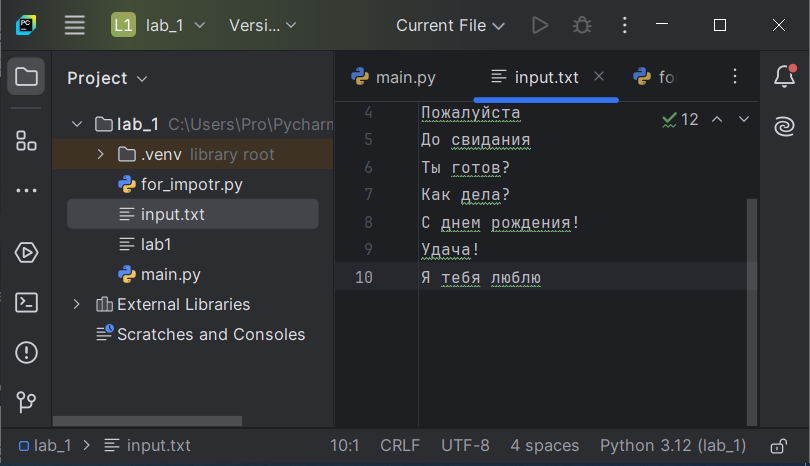 L1 lab_1 Versi... Current File
Project
main.py input.txt fo
lab_1 C:\Users\Pro\Pycharm
.venv library root
for_impotr.py
input.txt
lab1
main.py
External Libraries
Scratches and Consoles
4 Пожалуйста
12
5 До свидания
6 Ты готов?
7 Как дела?
8 С днем рождения!
9 Удача!
10 Я тебя люблю
lab_1 > input.txt 10:1 CRLF UTF-8 4 spaces Python 3.12 (lab_1)